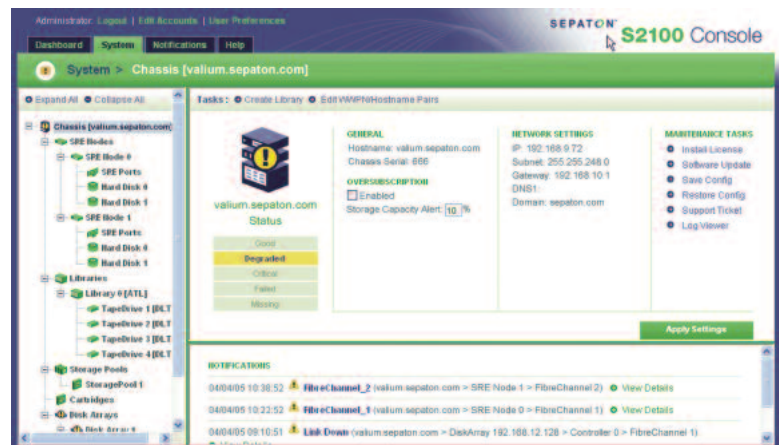 Administrator: Logout | Edit Accounts | User Preferences
SEPATON
S2100 Console
Dashboard System Notifications Help
System > Chassis [valium.sepaton.com]
Expand All Collapse All
Tasks: Create Library Edit WWPN/Hostname Pairs
Chassis [valium.sepaton.com]
SRE Nodes
SRE Node 0
SRE Ports
Hard Disk 0
Hard Disk 1
SRE Node 1
SRE Ports
Hard Disk 0
Hard Disk 1
Libraries
Library 0 [ATL]
TapeDrive 1 [DLT
TapeDrive 2 [DLT
TapeDrive 3 [DLT
TapeDrive 4 [DLT
Storage Pools
StoragePool 1
Cartridges
Disk Arrays
Disk Array 1
valium.sepaton.com
Status
Good
Degraded
Critical
Failed
Missing
GENERAL
Hostname: valium.sepaton.com
Chassis Serial: 666
OVERSUBSCRIPTION
Enabled
Storage Capacity Alert: 10 %
NETWORK SETTINGS
IP: 192.168.9.72
Subnet: 255.255.248.0
Gateway: 192.168.10.1
DNS1:
Domain: sepaton.com
MAINTENANCE TASKS
Install License
Software Update
Save Config
Restore Config
Support Ticket
Log Viewer
Apply Settings
NOTIFICATIONS
04/04/05 10:38:52 FibreChannel_2 (valium.sepaton.com > SRE Node 1 > FibreChannel 2) View Details
04/04/05 10:22:52 FibreChannel_1 (valium.sepaton.com > SRE Node 0 > FibreChannel 1) View Details
04/04/05 09:10:51 Link Down (valium.sepaton.com > DiskArray 192.168.12.128 > Controller 0 > FibreChannel 1)
View Details